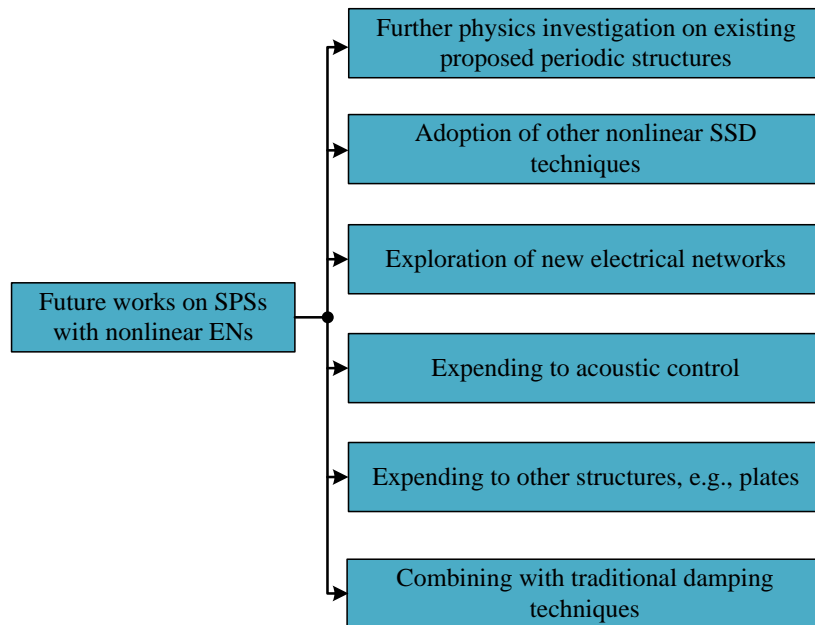 Further physics investigation on existing
proposed periodic structures
Adoption of other nonlinear SSD
techniques
Exploration of new electrical networks
Future works on SPSs
with nonlinear ENs
Expending to acoustic control
Expending to other structures, e.g., plates
Combining with traditional damping
techniques